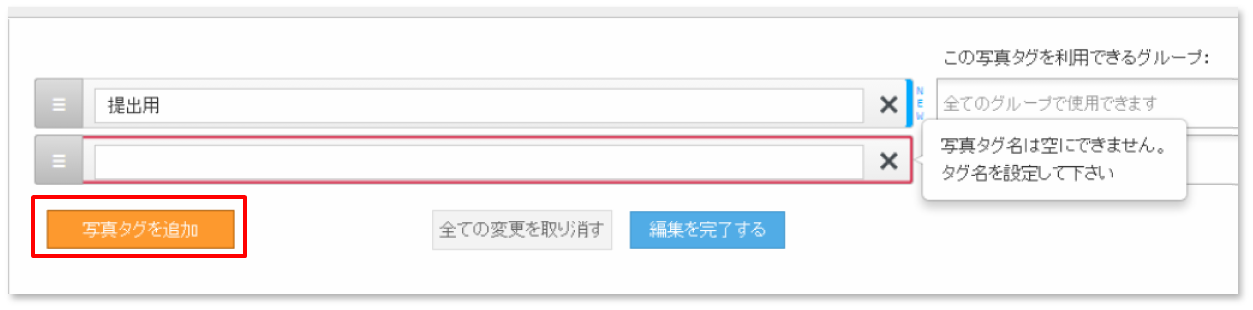 この写真タグを利用できるグループ:
提出用
NEW
全てのグループで使用できます
写真タグ名は空にできません。
タグ名を設定して下さい
写真タグを追加
全ての変更を取り消す
編集を完了する